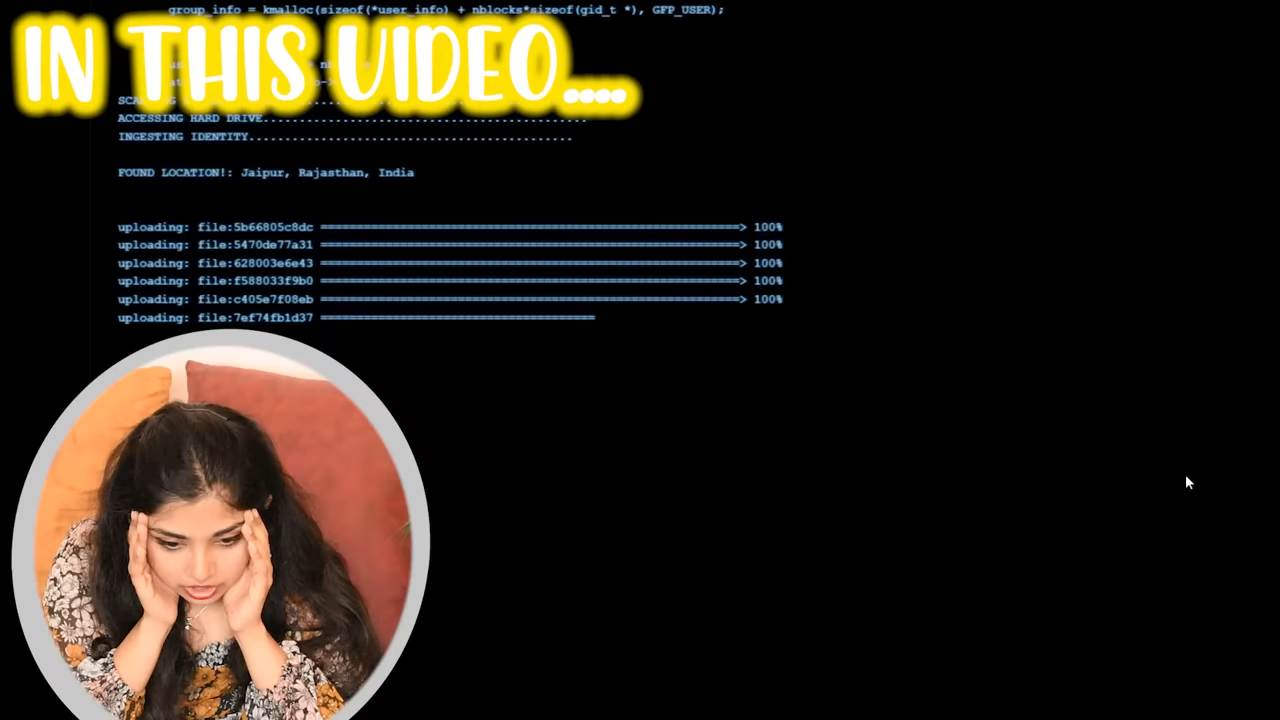 group_info = kmalloc(sizeof(*user_info) + nblocks*sizeof(gid_t *), GFP_USER);
IN THIS VIDEO....
ACCESSING HARD DRIVE.............................................
INGESTING IDENTITY.............................................
FOUND LOCATION!: Jaipur, Rajasthan, India
uploading: file:5b66805c8dc ==========================================================> 100%
uploading: file:5470de77a31 ==========================================================> 100%
uploading: file:628003e6e43 ==========================================================> 100%
uploading: file:f588033f9b0 ==========================================================> 100%
uploading: file:c405e7f08eb ==========================================================> 100%
uploading: file:7ef74fb1d37 ======================================